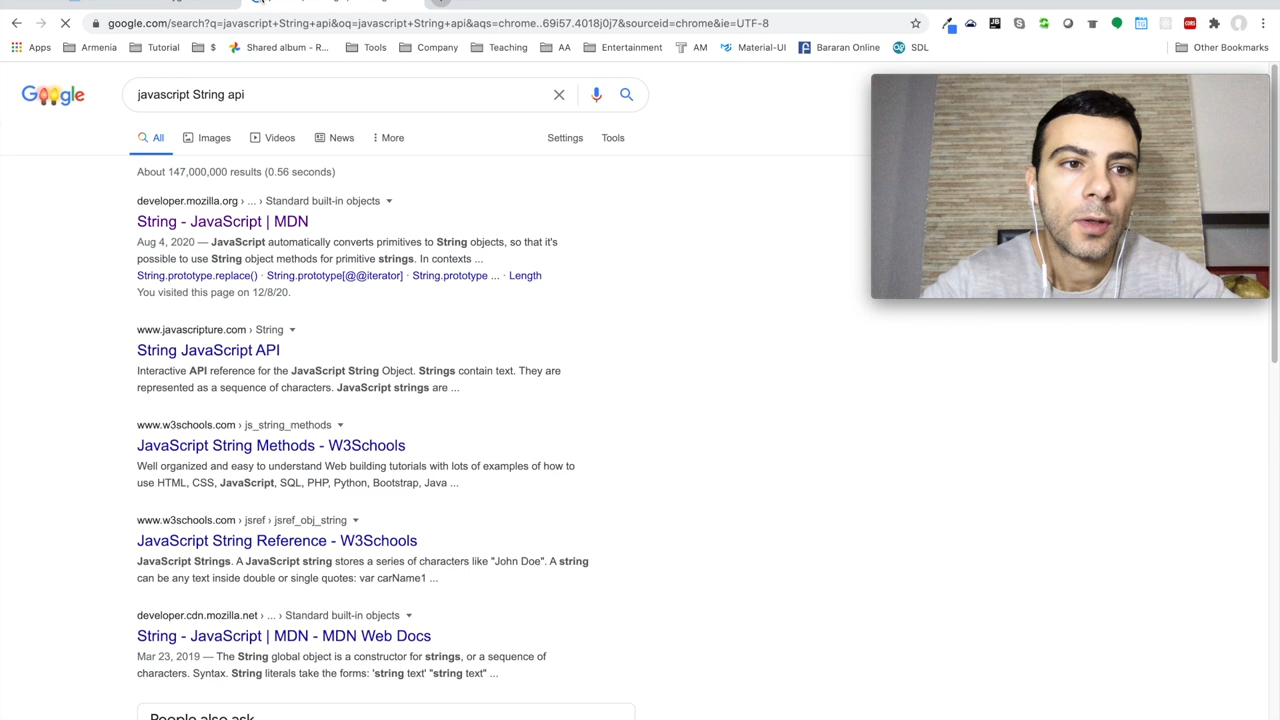 google.com/search?q=javascript+String+api&oq=javascript+String+api&aqs=chrome..69i57.4018j0j7&sourceid=chrome&ie=UTF-8
Apps Armenia Tutorial $ Shared album - R... Tools Company Teaching AA Entertainment AM Material-UI Bararan Online SDL Other Bookmarks
Google
javascript String api
All Images Videos News More Settings Tools
About 147,000,000 results (0.56 seconds)
developer.mozilla.org › ... › Standard built-in objects
String - JavaScript | MDN
Aug 4, 2020 — JavaScript automatically converts primitives to String objects, so that it's
possible to use String object methods for primitive strings. In contexts ...
String.prototype.replace() · String.prototype[@@iterator] · String.prototype ... · Length
You visited this page on 12/8/20.
www.javascripture.com › String
String JavaScript API
Interactive API reference for the JavaScript String Object. Strings contain text. They are
represented as a sequence of characters. JavaScript strings are ...
www.w3schools.com › js_string_methods
JavaScript String Methods - W3Schools
Well organized and easy to understand Web building tutorials with lots of examples of how to
use HTML, CSS, JavaScript, SQL, PHP, Python, Bootstrap, Java ...
www.w3schools.com › jsref › jsref_obj_string
JavaScript String Reference - W3Schools
JavaScript Strings. A JavaScript string stores a series of characters like "John Doe". A string
can be any text inside double or single quotes: var carName1 ...
developer.cdn.mozilla.net › ... › Standard built-in objects
String - JavaScript | MDN - MDN Web Docs
Mar 23, 2019 — The String global object is a constructor for strings, or a sequence of
characters. Syntax. String literals take the forms: 'string text' "string text" ...
People also ask